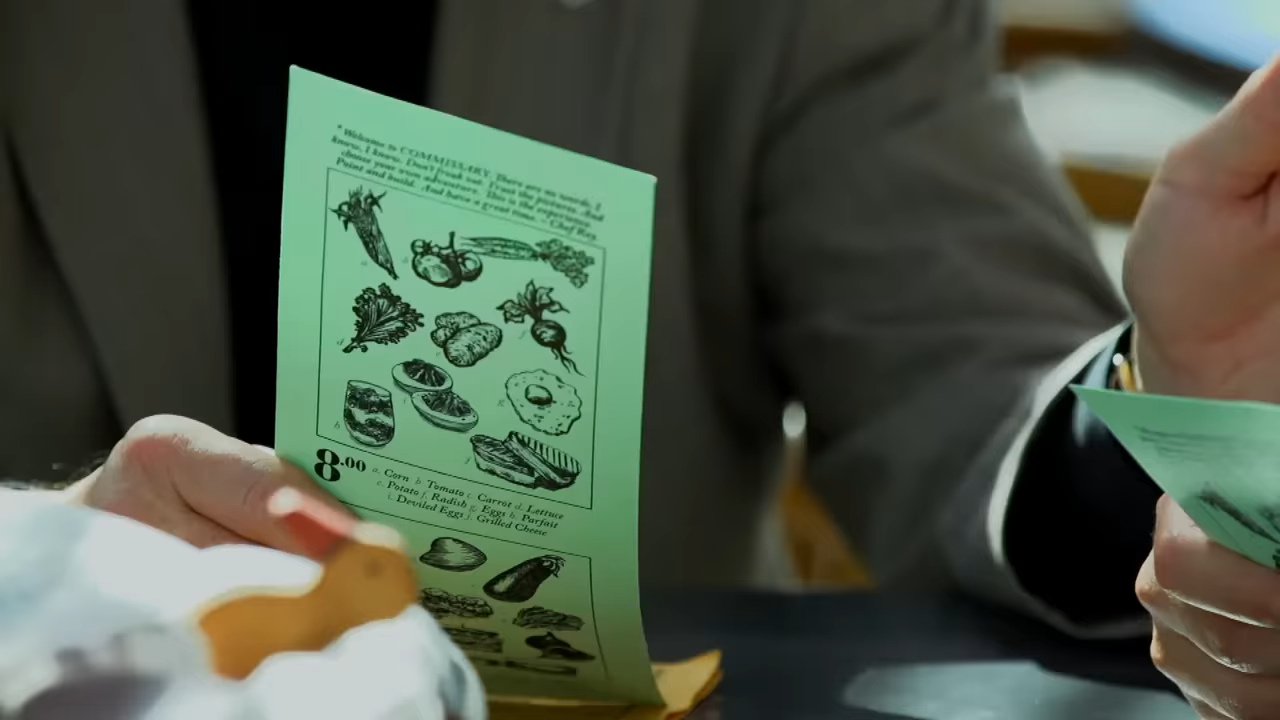 " Welcome to COMMISSARY. There are no words. I
know, I know. Don't freak out. Trust the pictures. And
choose your own adventure. This is the experience.
Point and build. And have a great time. - Chef Ray
8.00 a. Corn b. Tomato c. Carrot d. Lettuce
e. Potato f. Radish g. Eggs h. Parfait
i. Deviled Eggs j. Grilled Cheese